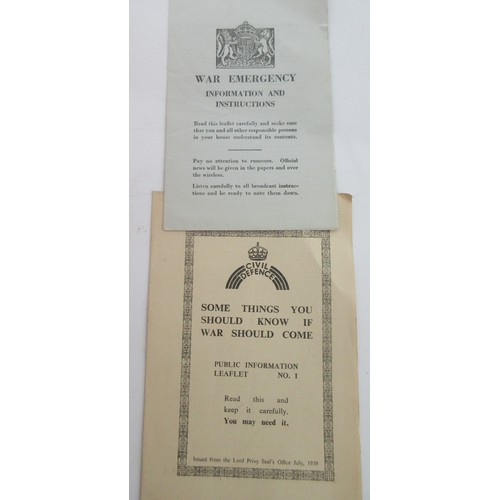 WAR EMERGENCY
INFORMATION AND
INSTRUCTIONS
Read this leaflet carefully and make sure
that you and all other responsible persons
in your house understand its contents.
Pay no attention to rumours. Official
news will be given in the papers and over
the wireless.
Listen carefully to all broadcast instruc-
tions and be ready to note them down.
CIVIL
DEFENCE
SOME THINGS YOU
SHOULD KNOW IF
WAR SHOULD COME
PUBLIC INFORMATION
LEAFLET NO. 1
Read this and
keep it carefully.
You may need it.
Issued from the Lord Privy Seal's Office July, 1939